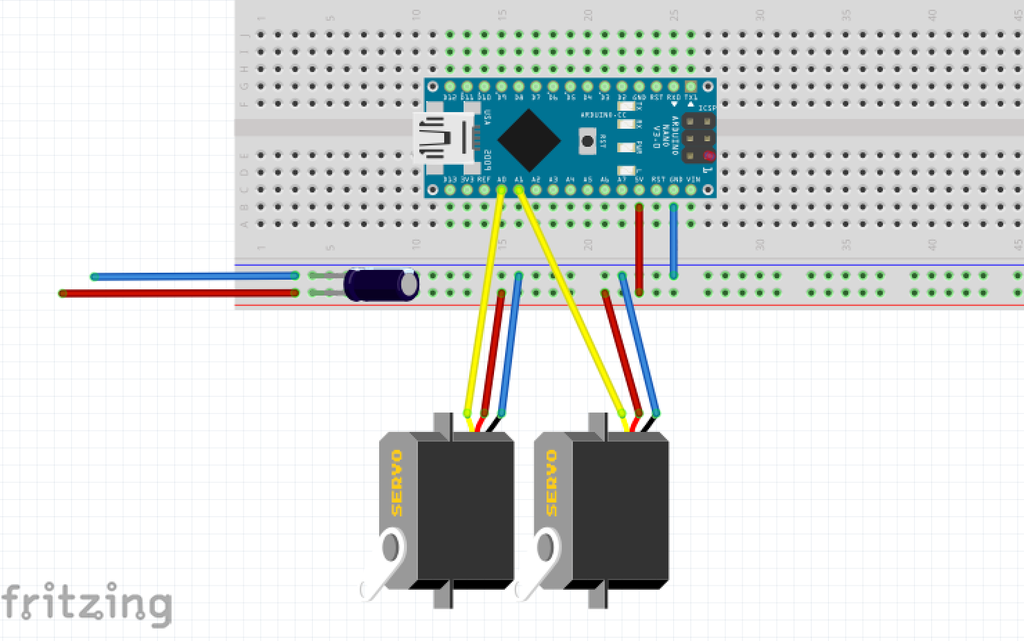 1 5 10 15 20 25 30 35 40 45
J
I
H
G
F
D12 D11 D10 D9 D8 D7 D6 D5 D4 D3 D2 GND RST RX0 TX1
USA
ARDUINO.CC
TX
RX
PWR
L
RST
ARDUINO
NANO
V3.0
ICSP
1
2009
D13 3V3 REF A0 A1 A2 A3 A4 A5 A6 A7 5V RST GND VIN
E
D
C
B
A
1 5 10 15 20 25 30 35 40 45
SERVO
SERVO
fritzing